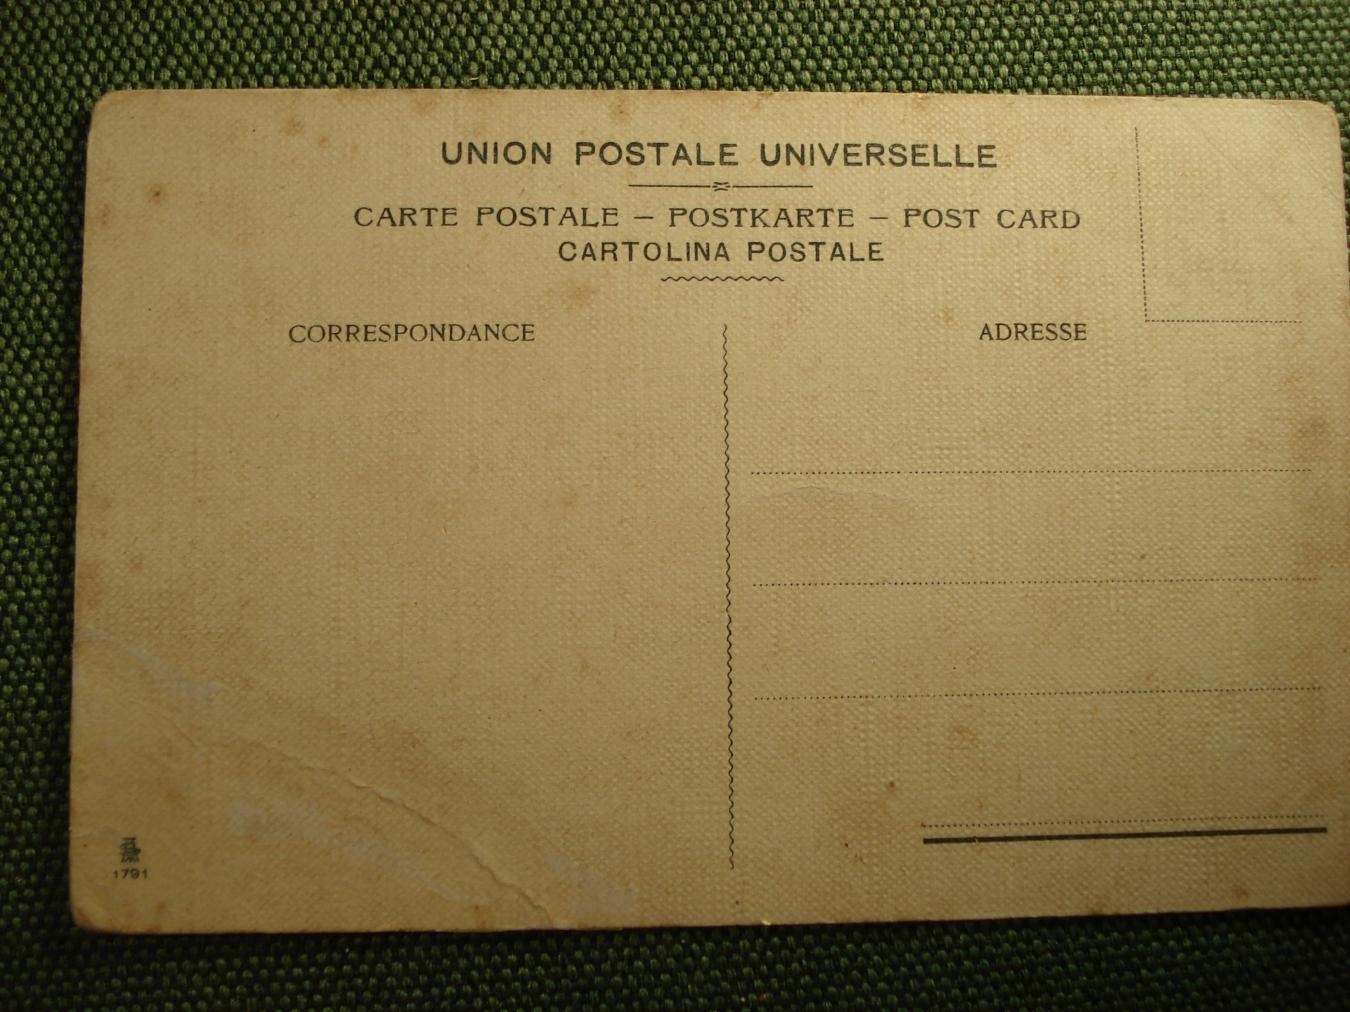 UNION POSTALE UNIVERSELLE
CARTE POSTALE – POSTKARTE – POST CARD
CARTOLINA POSTALE
CORRESPONDANCE
ADRESSE
1791